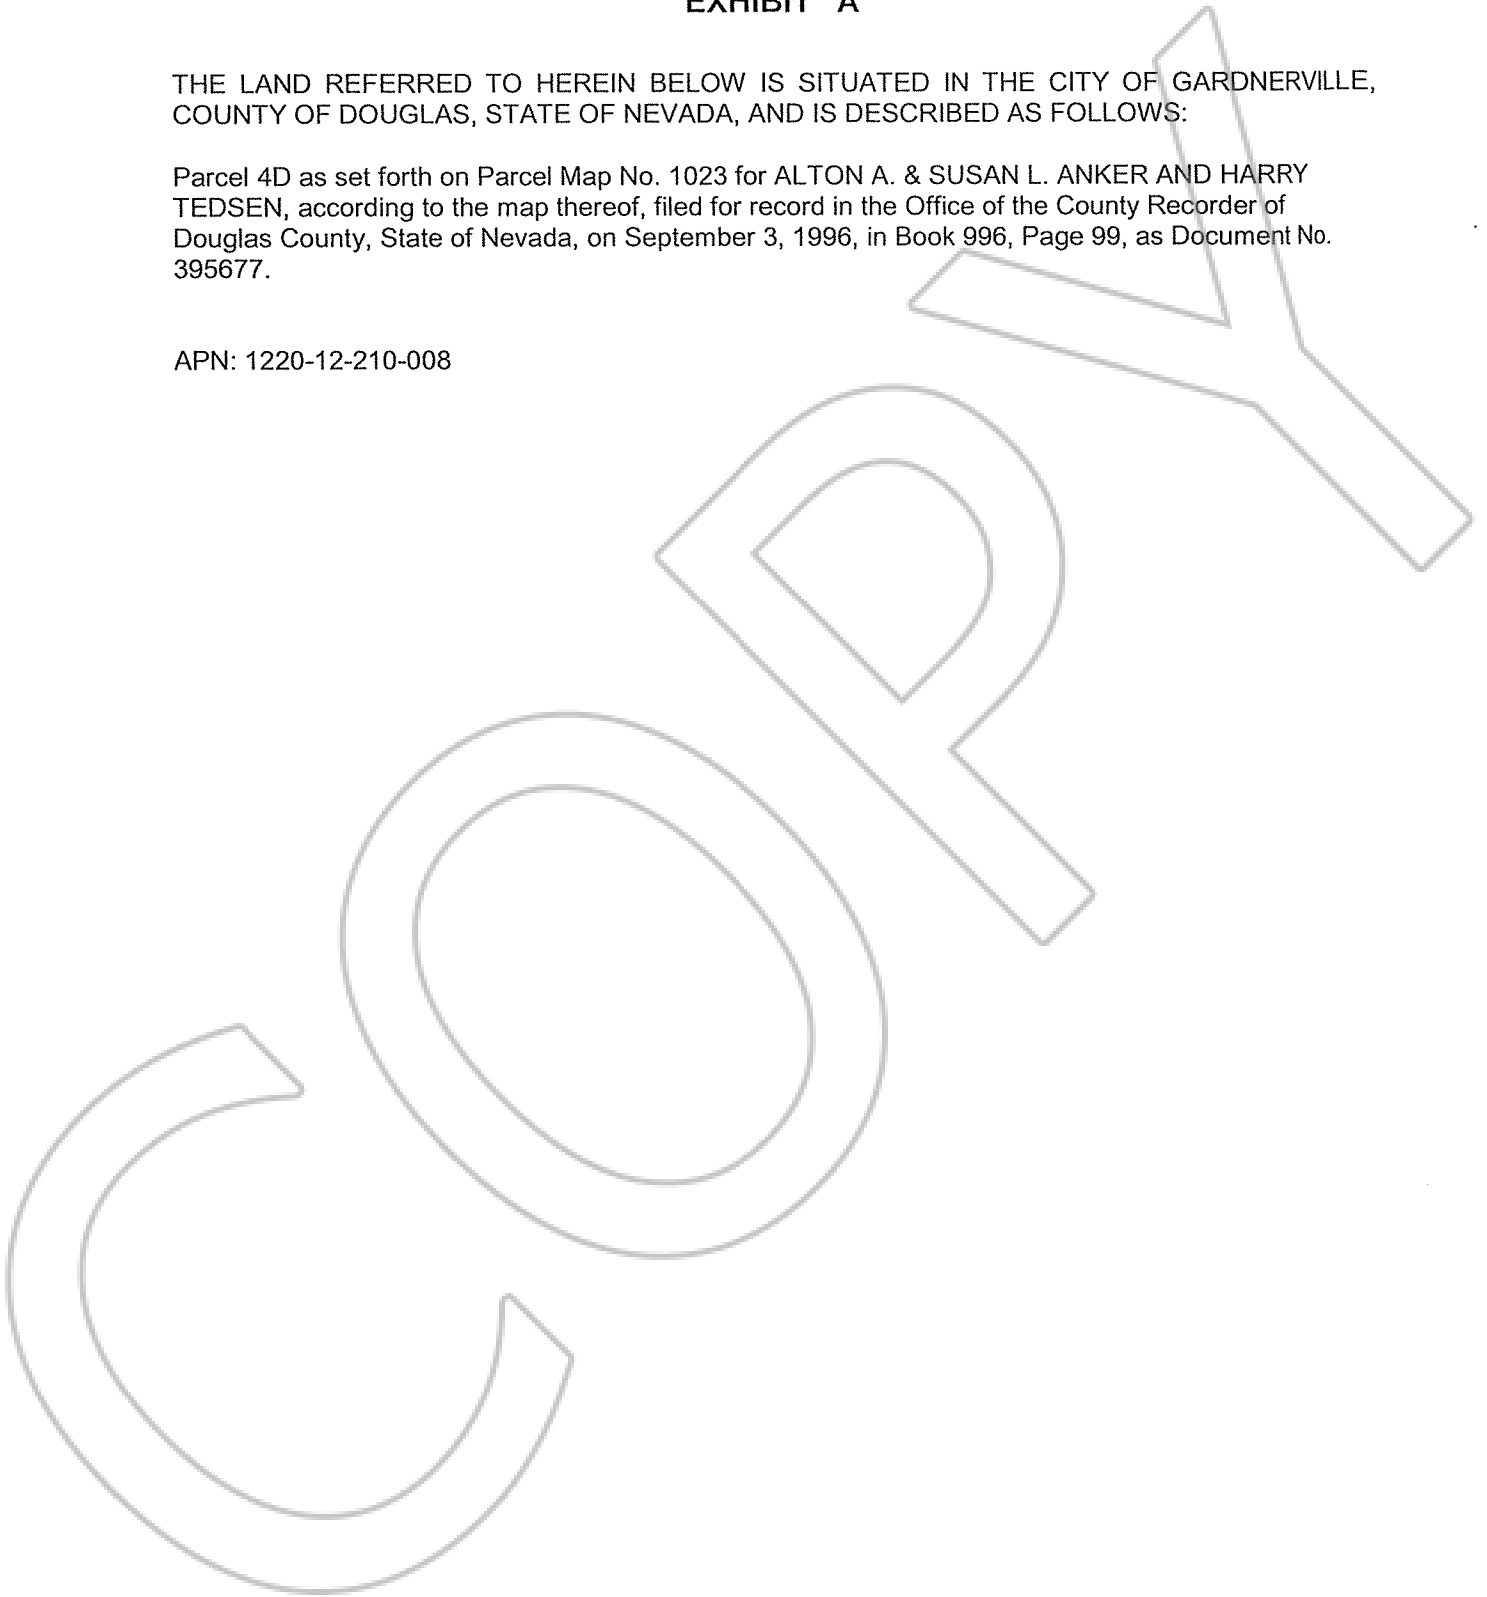 EXHIBIT "A"
THE LAND REFERRED TO HEREIN BELOW IS SITUATED IN THE CITY OF GARDNERVILLE,
COUNTY OF DOUGLAS, STATE OF NEVADA, AND IS DESCRIBED AS FOLLOWS:
Parcel 4D as set forth on Parcel Map No. 1023 for ALTON A. & SUSAN L. ANKER AND HARRY
TEDSEN, according to the map thereof, filed for record in the Office of the County Recorder of
Douglas County, State of Nevada, on September 3, 1996, in Book 996, Page 99, as Document No.
395677.
APN: 1220-12-210-008
COPY